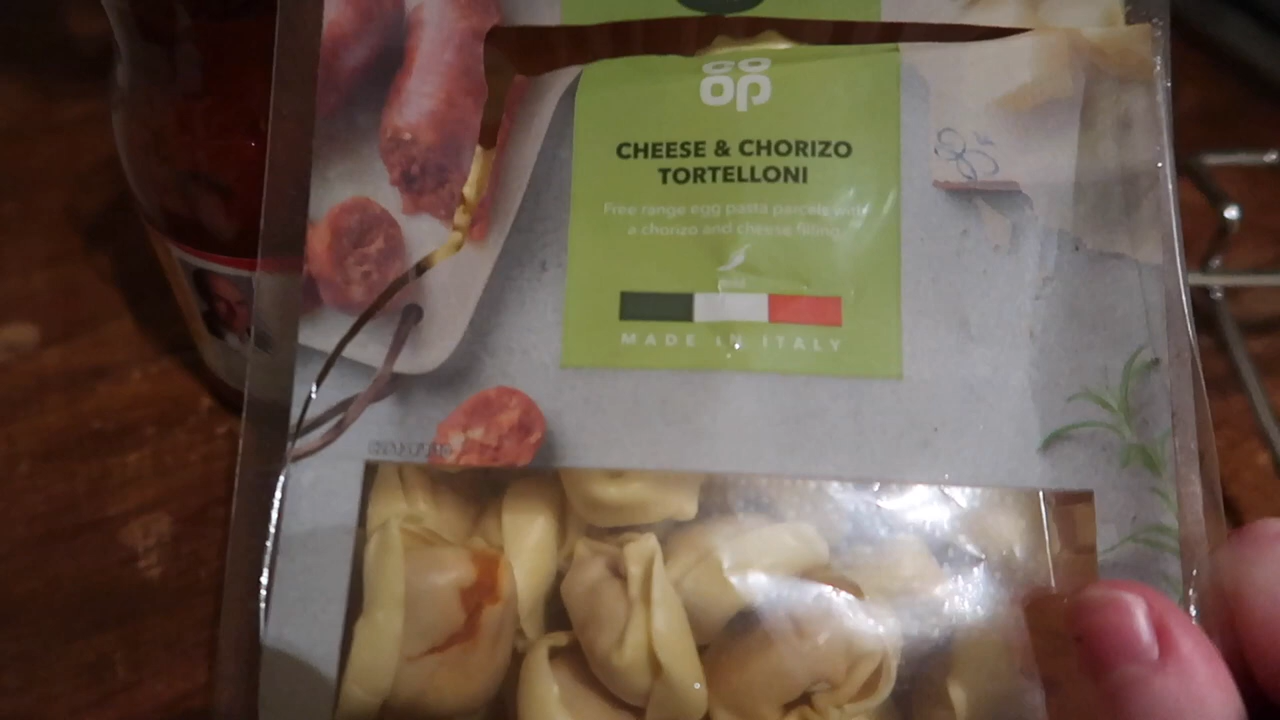 co
op
CHEESE & CHORIZO
TORTELLONI
Free range egg pasta parcels with
a chorizo and cheese filling
MADE IN ITALY